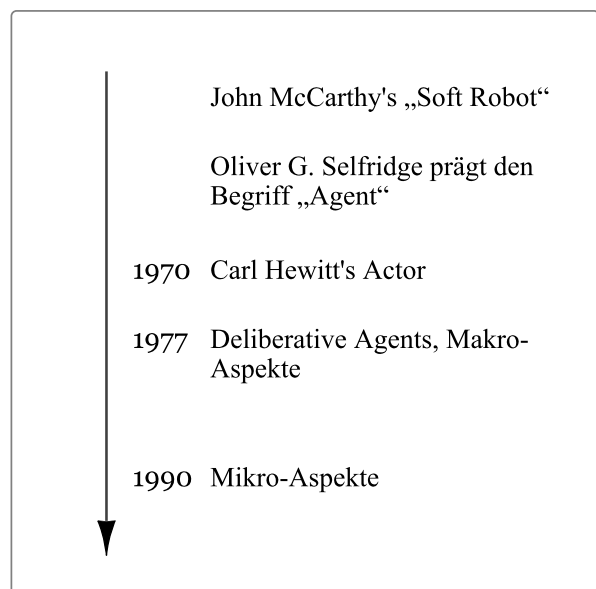 John McCarthy's „Soft Robot“
Oliver G. Selfridge prägt den
Begriff „Agent“
1970 Carl Hewitt's Actor
1977 Deliberative Agents, Makro-
Aspekte
1990 Mikro-Aspekte